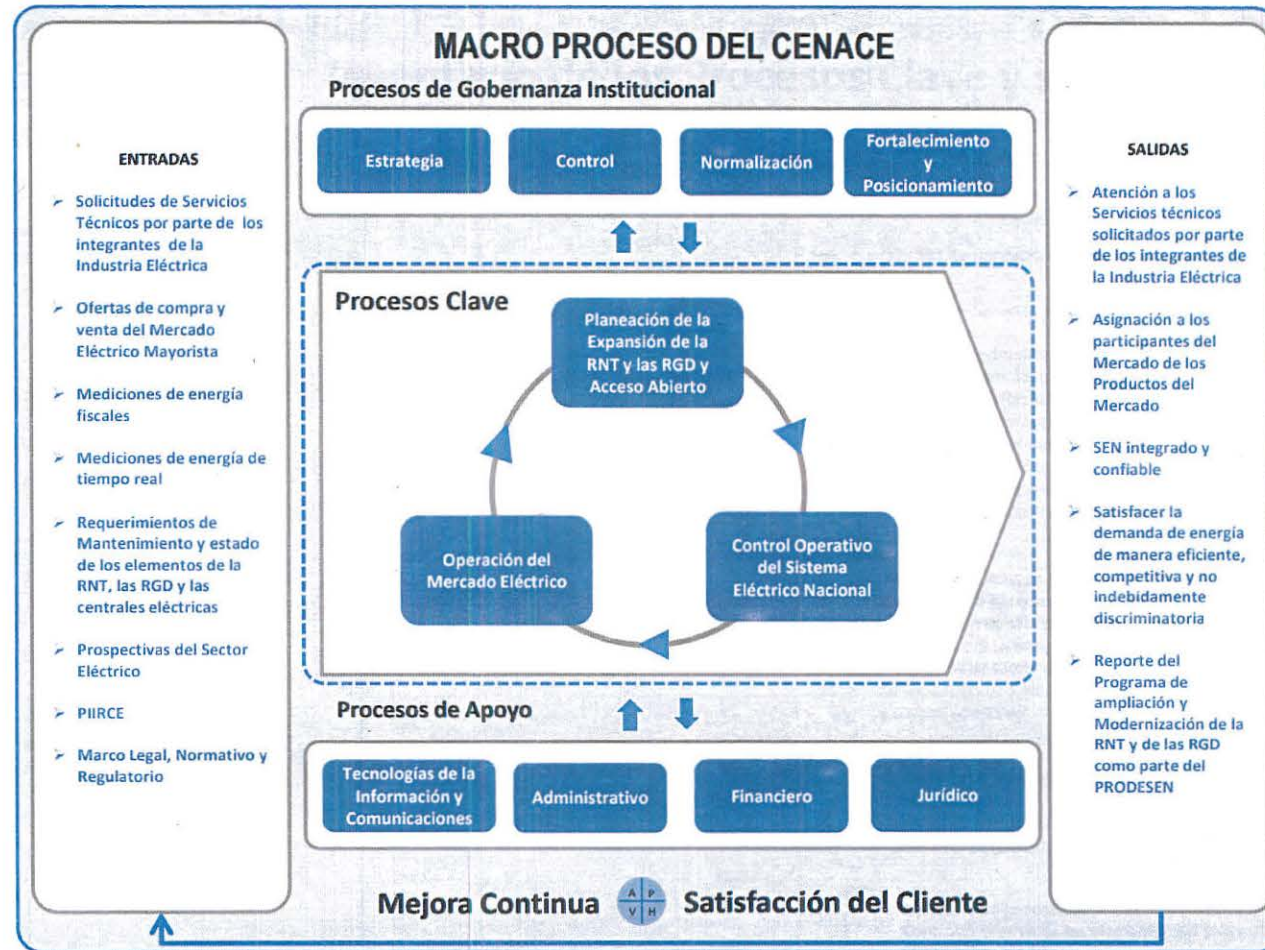 MACRO PROCESO DEL CENACE
ENTRADAS
➢ Solicitudes de Servicios
Técnicos por parte de los
integrantes de la
Industria Eléctrica
➢ Ofertas de compra y
venta del Mercado
Eléctrico Mayorista
➢ Mediciones de energía
fiscales
➢ Mediciones de energía de
tiempo real
➢ Requerimientos de
Mantenimiento y estado
de los elementos de la
RNT, las RGD y las
centrales eléctricas
➢ Prospectivas del Sector
Eléctrico
➢ PIIRCE
➢ Marco Legal, Normativo y
Regulatorio
Procesos de Gobernanza Institucional
Estrategia
Control
Normalización
Fortalecimiento
y
Posicionamiento
Procesos Clave
Planeación de la
Expansión de la
RNT y las RGD y
Acceso Abierto
Operación del
Mercado Eléctrico
Control Operativo
del Sistema
Eléctrico Nacional
Procesos de Apoyo
Tecnologías de la
Información y
Comunicaciones
Administrativo
Financiero
Jurídico
Mejora Continua
A P
V H
Satisfacción del Cliente
SALIDAS
➢ Atención a los
Servicios técnicos
solicitados por parte
de los integrantes de
la Industria Eléctrica
➢ Asignación a los
participantes del
Mercado de los
Productos del
Mercado
➢ SEN integrado y
confiable
➢ Satisfacer la
demanda de energía
de manera eficiente,
competitiva y no
indebidamente
discriminatoria
➢ Reporte del
Programa de
ampliación y
Modernización de la
RNT y de las RGD
como parte del
PRODESEN